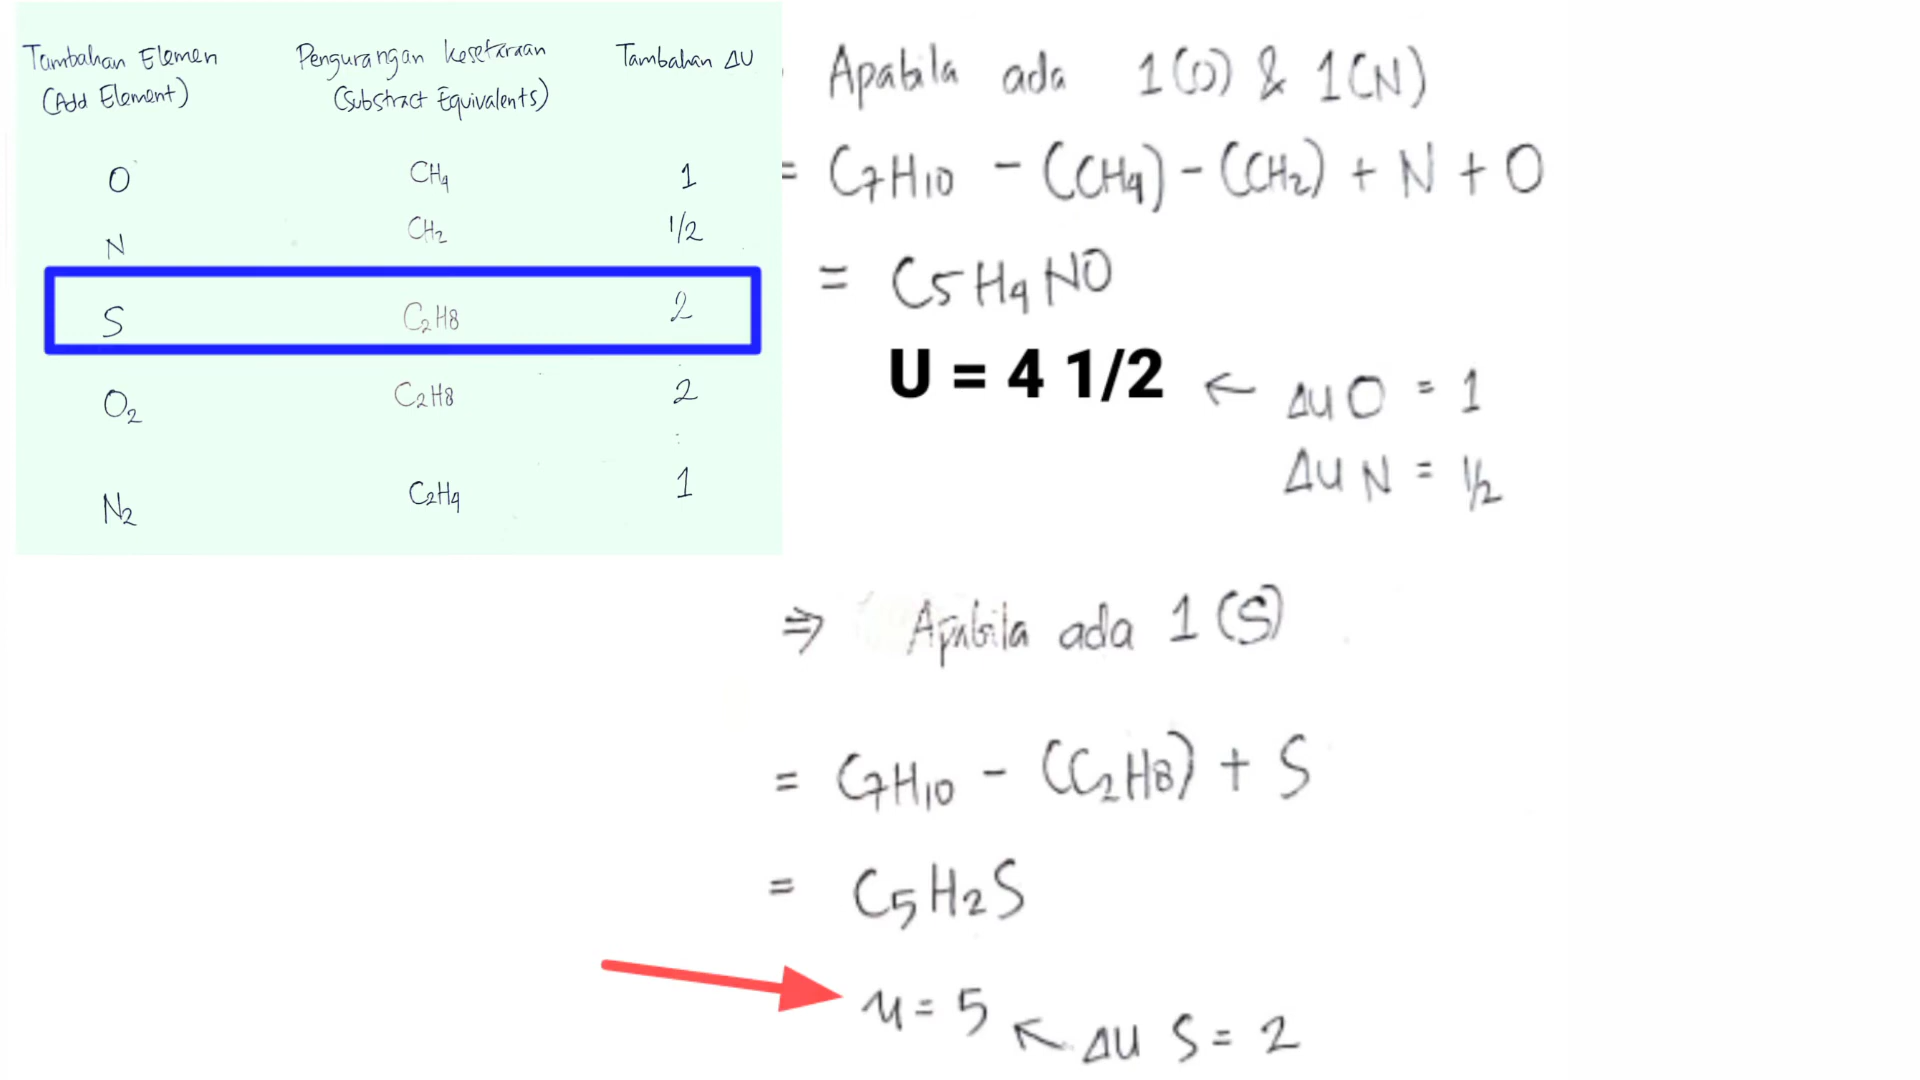 Tambahan Elemen Pengurangan Kesetaraan Tambahan ΔU
(Add Element) (Substract Equivalents)
O CH4 1
N CH2 1/2
S C2H8 2
O2 C2H8 2
N2 C2H4 1
Apabila ada 1(O) & 1(N)
= C7H10 - (CH4) - (CH2) + N + O
= C5H4NO
U = 4 1/2 ← ΔU O = 1
ΔU N = 1/2
⇒ Apabila ada 1 (S)
= C7H10 - (C2H8) + S
= C5H2S
u = 5 ↖ ΔU S = 2